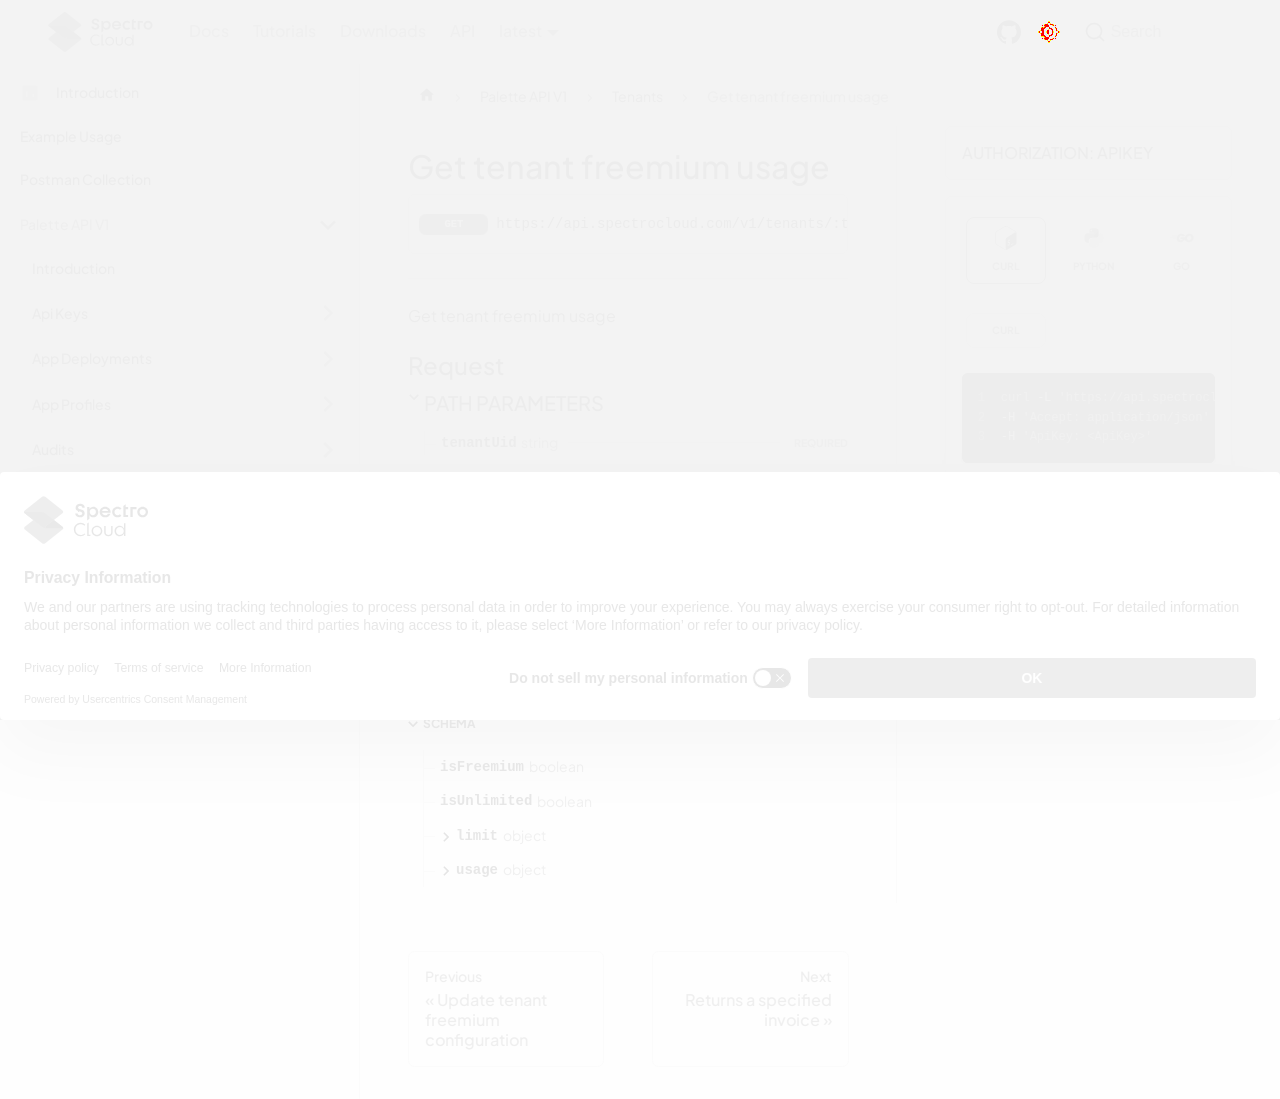 Spectro Cloud
Docs Tutorials Downloads API latest
Search
Introduction
Example Usage
Postman Collection
Palette API V1
Introduction
Api Keys
App Deployments
App Profiles
Audits
Palette API V1 Tenants Get tenant freemium usage
Get tenant freemium usage
GET https://api.spectrocloud.com/v1/tenants/:t
Get tenant freemium usage
Request
PATH PARAMETERS
tenantUid string REQUIRED
AUTHORIZATION: APIKEY
CURL PYTHON GO
CURL
Spectro Cloud
Privacy Information
We and our partners are using tracking technologies to process personal data in order to improve your experience. You may always exercise your consumer right to opt-out. For detailed information
about personal information we collect and third parties having access to it, please select 'More Information' or refer to our privacy policy.
Privacy policy Terms of service More Information
Do not sell my personal information
OK
Powered by Usercentrics Consent Management
SCHEMA
isFreemium boolean
isUnlimited boolean
limit object
usage object
Previous
« Update tenant
freemium
configuration
Next
Returns a specified
invoice »